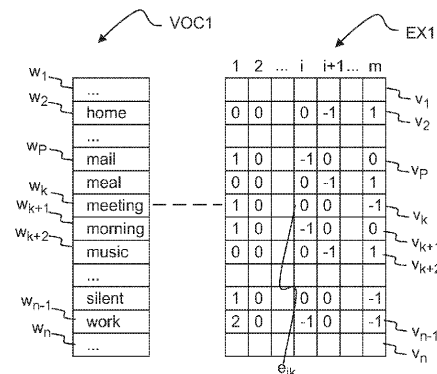 VOC1 EX1
1 2 ... i i+1 ... m
w1 ... v1
w2 home 0 0 0 -1 1 v2
...
wP mail 1 0 -1 0 0 vP
meal 0 0 0 -1 1
wk meeting 1 0 0 0 -1 vk
wk+1 morning 1 0 -1 0 0 vk+1
wk+2 music 0 0 0 -1 1 vk+2
...
silent 1 0 0 0 -1
wn-1 work 2 0 -1 0 -1 vn-1
wn ... vn
eik